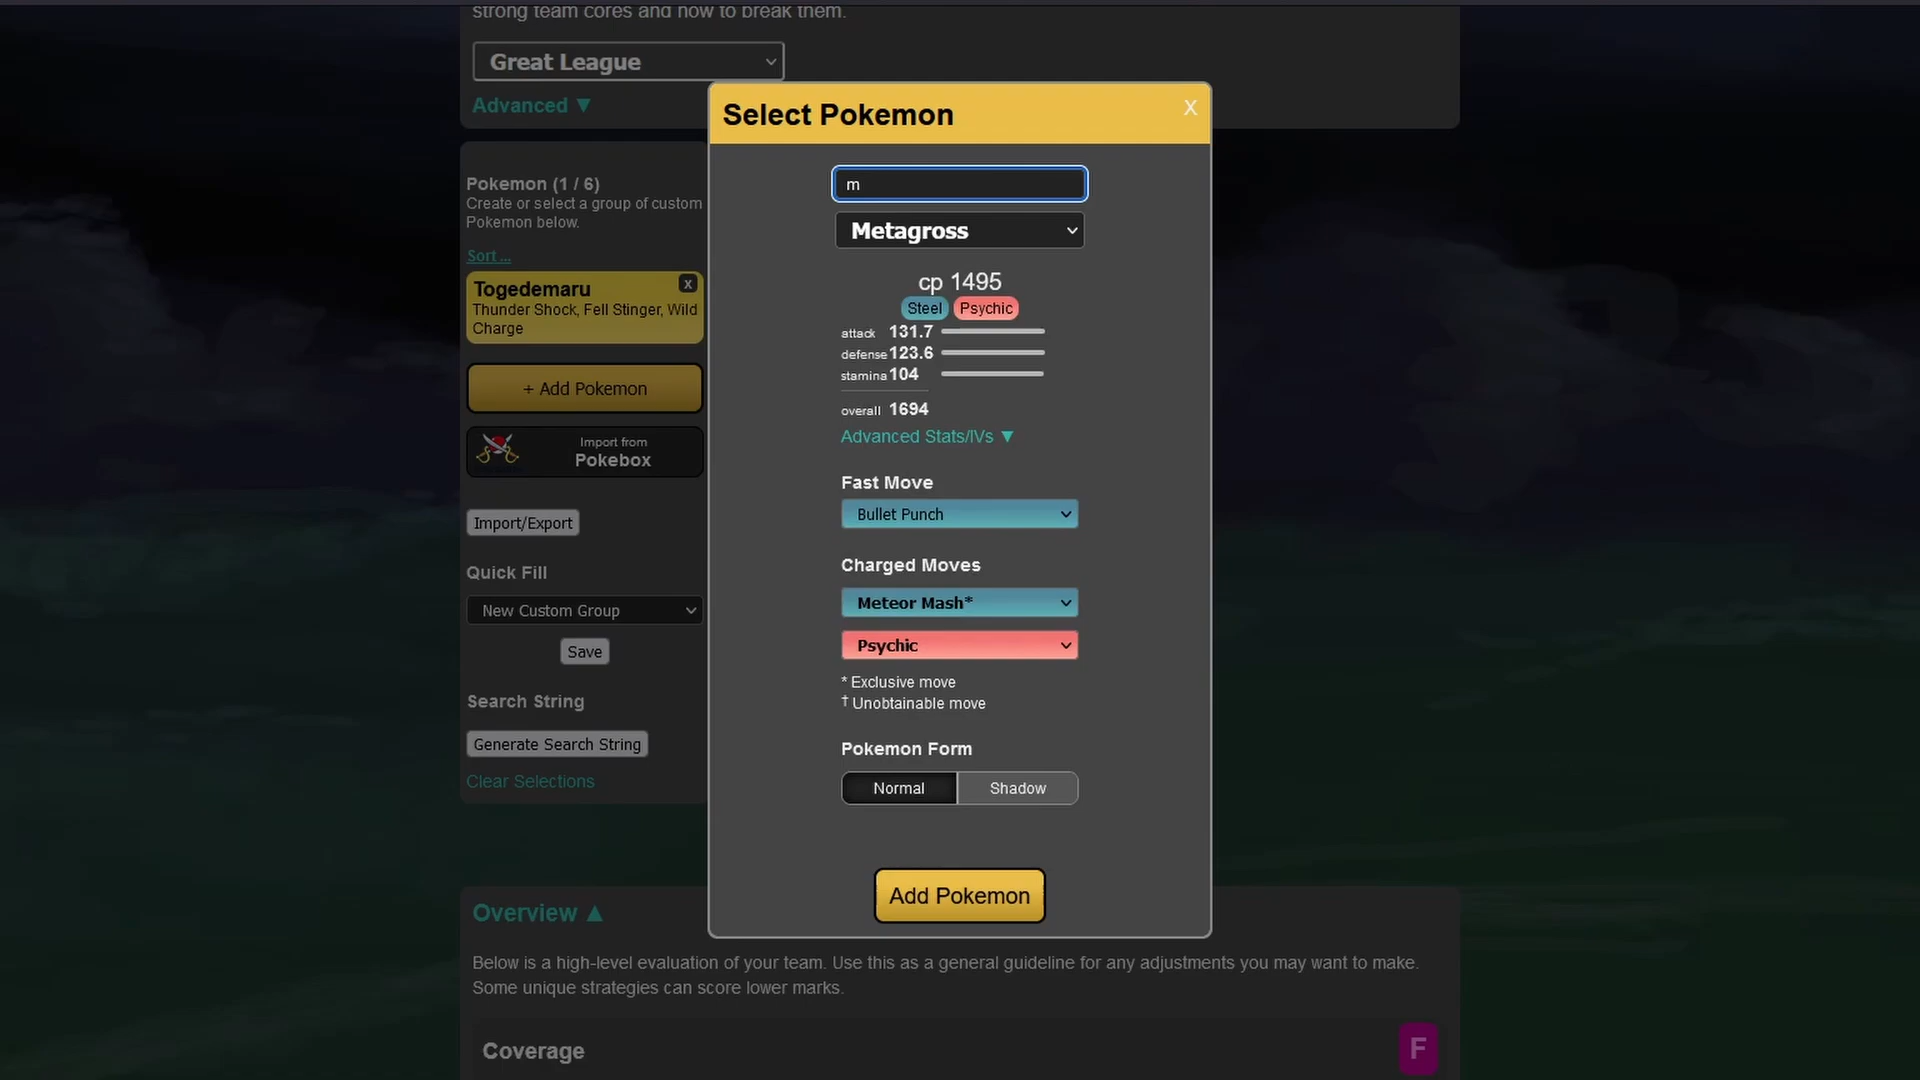 strong team cores and how to break them.
Great League
Advanced ▼
Pokemon (1 / 6)
Create or select a group of custom
Pokemon below.
Sort ...
Togedemaru
x
Thunder Shock, Fell Stinger, Wild
Charge
+ Add Pokemon
Import from
Pokebox
Import/Export
Quick Fill
New Custom Group
Save
Search String
Generate Search String
Clear Selections
Select Pokemon
X
m
Metagross
cp 1495
Steel Psychic
attack 131.7
defense 123.6
stamina 104
overall 1694
Advanced Stats/IVs ▼
Fast Move
Bullet Punch
Charged Moves
Meteor Mash*
Psychic
* Exclusive move
† Unobtainable move
Pokemon Form
Normal Shadow
Add Pokemon
Overview ▲
Below is a high-level evaluation of your team. Use this as a general guideline for any adjustments you may want to make.
Some unique strategies can score lower marks.
Coverage
F